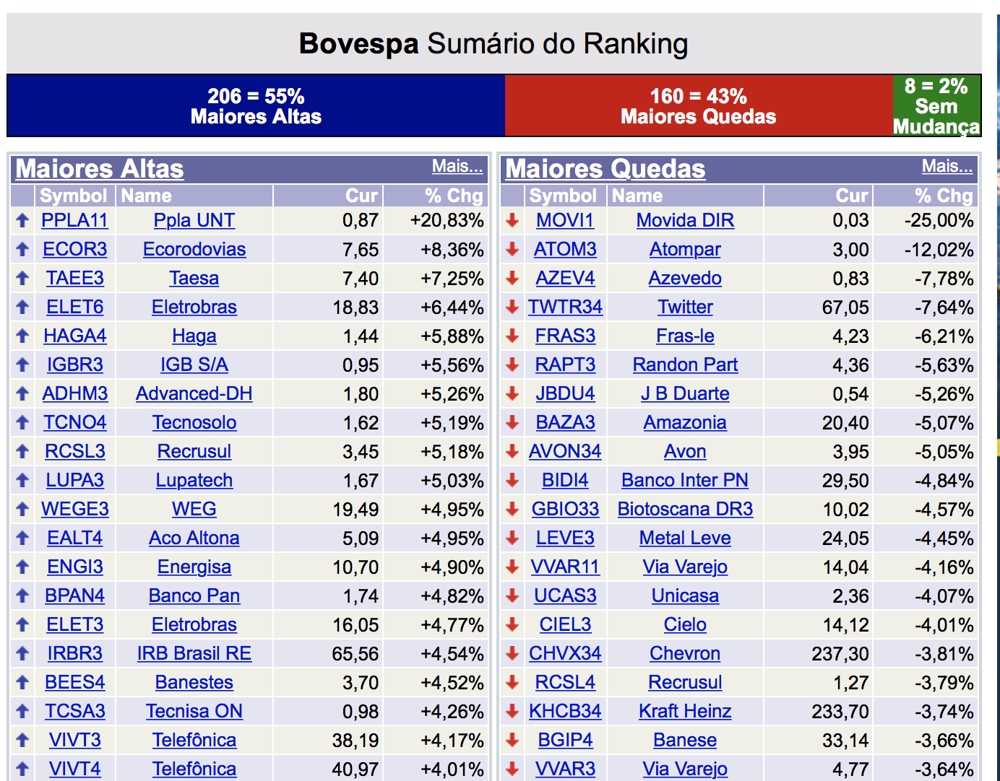 Bovespa Sumário do Ranking
206 = 55%
Maiores Altas
160 = 43%
Maiores Quedas
8 = 2%
Sem
Mudança
Maiores Altas Mais...
Symbol Name Cur % Chg
PPLA11 Ppla UNT 0,87 +20,83%
ECOR3 Ecorodovias 7,65 +8,36%
TAEE3 Taesa 7,40 +7,25%
ELET6 Eletrobras 18,83 +6,44%
HAGA4 Haga 1,44 +5,88%
IGBR3 IGB S/A 0,95 +5,56%
ADHM3 Advanced-DH 1,80 +5,26%
TCNO4 Tecnosolo 1,62 +5,19%
RCSL3 Recrusul 3,45 +5,18%
LUPA3 Lupatech 1,67 +5,03%
WEGE3 WEG 19,49 +4,95%
EALT4 Aco Altona 5,09 +4,95%
ENGI3 Energisa 10,70 +4,90%
BPAN4 Banco Pan 1,74 +4,82%
ELET3 Eletrobras 16,05 +4,77%
IRBR3 IRB Brasil RE 65,56 +4,54%
BEES4 Banestes 3,70 +4,52%
TCSA3 Tecnisa ON 0,98 +4,26%
VIVT3 Telefônica 38,19 +4,17%
VIVT4 Telefônica 40,97 +4,01%
Maiores Quedas Mais...
Symbol Name Cur % Chg
MOVI1 Movida DIR 0,03 -25,00%
ATOM3 Atompar 3,00 -12,02%
AZEV4 Azevedo 0,83 -7,78%
TWTR34 Twitter 67,05 -7,64%
FRAS3 Fras-le 4,23 -6,21%
RAPT3 Randon Part 4,36 -5,63%
JBDU4 J B Duarte 0,54 -5,26%
BAZA3 Amazonia 20,40 -5,07%
AVON34 Avon 3,95 -5,05%
BIDI4 Banco Inter PN 29,50 -4,84%
GBIO33 Biotoscana DR3 10,02 -4,57%
LEVE3 Metal Leve 24,05 -4,45%
VVAR11 Via Varejo 14,04 -4,16%
UCAS3 Unicasa 2,36 -4,07%
CIEL3 Cielo 14,12 -4,01%
CHVX34 Chevron 237,30 -3,81%
RCSL4 Recrusul 1,27 -3,79%
KHCB34 Kraft Heinz 233,70 -3,74%
BGIP4 Banese 33,14 -3,66%
VVAR3 Via Varejo 4,77 -3,64%